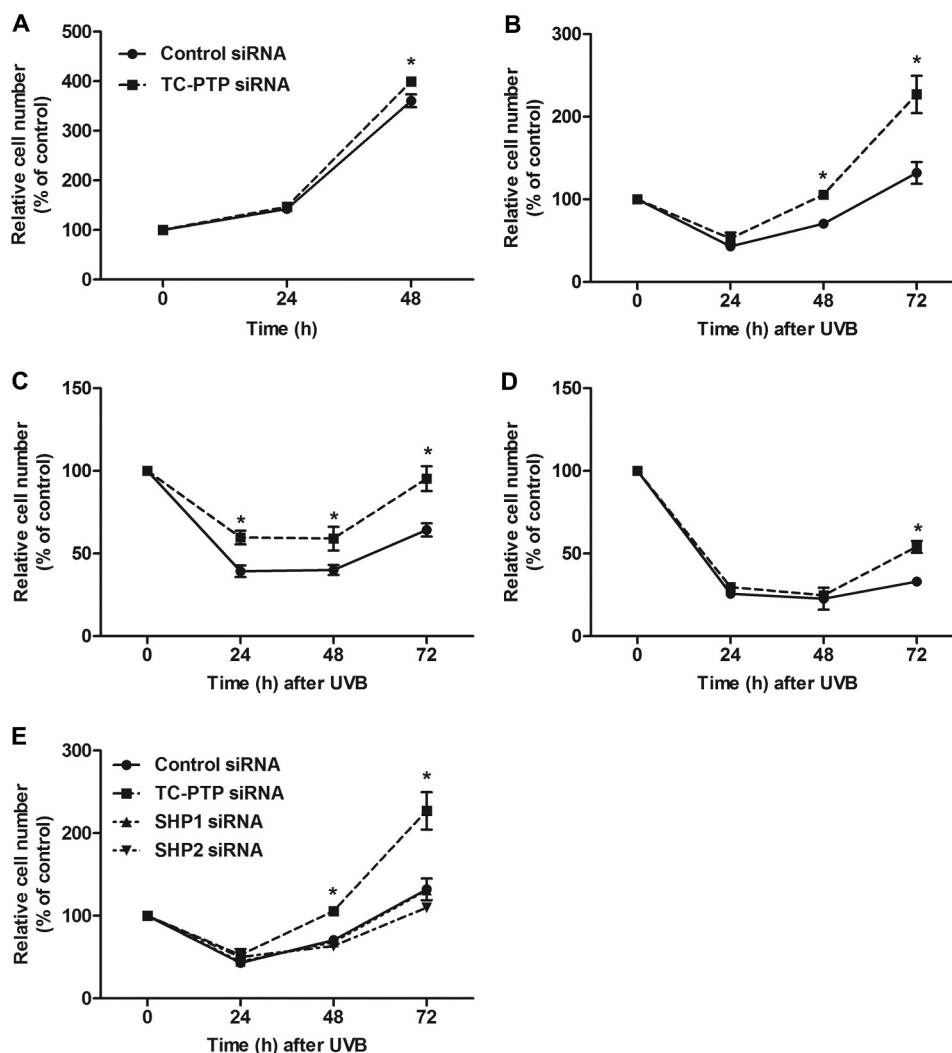 A
Relative cell number
(% of control)
500
400
300
200
100
0
Control siRNA
TC-PTP siRNA
*
0 24 48
Time (h)
B
Relative cell number
(% of control)
300
200
100
0
*
*
0 24 48 72
Time (h) after UVB
C
Relative cell number
(% of control)
150
100
50
0
*
*
*
0 24 48 72
Time (h) after UVB
D
Relative cell number
(% of control)
150
100
50
0
*
0 24 48 72
Time (h) after UVB
E
Relative cell number
(% of control)
300
200
100
0
Control siRNA
TC-PTP siRNA
SHP1 siRNA
SHP2 siRNA
*
*
0 24 48 72
Time (h) after UVB